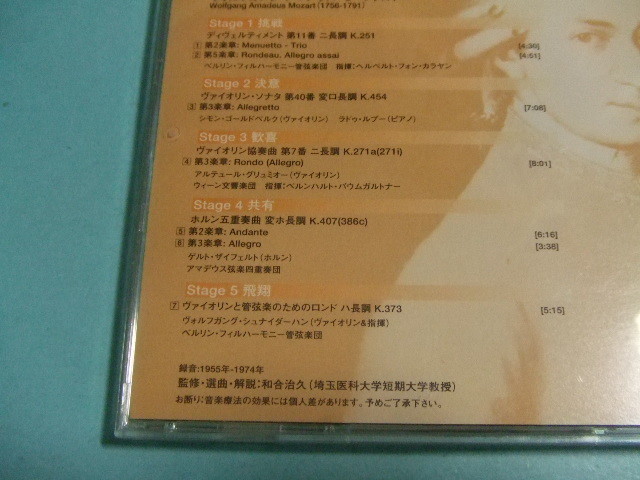 Wolfgang Amadeus Mozart (1756-1791)
Stage 1 挑戦
ディヴェルティメント 第11番 ニ長調 K.251
1 第2楽章: Menuetto - Trio [4:30]
2 第5楽章: Rondeau, Allegro assai [4:51]
ベルリン・フィルハーモニー管弦楽団 指揮:ヘルベルト・フォン・カラヤン
Stage 2 決意
ヴァイオリン・ソナタ 第40番 変ロ長調 K.454
3 第3楽章: Allegretto [7:08]
シモン・ゴールドベルク(ヴァイオリン) ラドゥ・ルプー(ピアノ)
Stage 3 歓喜
ヴァイオリン協奏曲 第7番 ニ長調 K.271a(271i)
4 第3楽章: Rondo (Allegro) [8:01]
アルテュール・グリュミオー(ヴァイオリン)
ウィーン交響楽団 指揮:ベルンハルト・パウムガルトナー
Stage 4 共有
ホルン五重奏曲 変ホ長調 K.407(386c)
5 第2楽章: Andante [6:16]
6 第3楽章: Allegro [3:38]
ゲルト・ザイフェルト(ホルン)
アマデウス弦楽四重奏団
Stage 5 飛翔
7 ヴァイオリンと管弦楽のためのロンド ハ長調 K.373 [5:15]
ヴォルフガング・シュナイダーハン(ヴァイオリン&指揮)
ベルリン・フィルハーモニー管弦楽団
録音:1955年-1974年
監修・選曲・解説:和合治久(埼玉医科大学短期大学教授)
お断り:音楽療法の効果には個人差があります。予めご了承下さい。